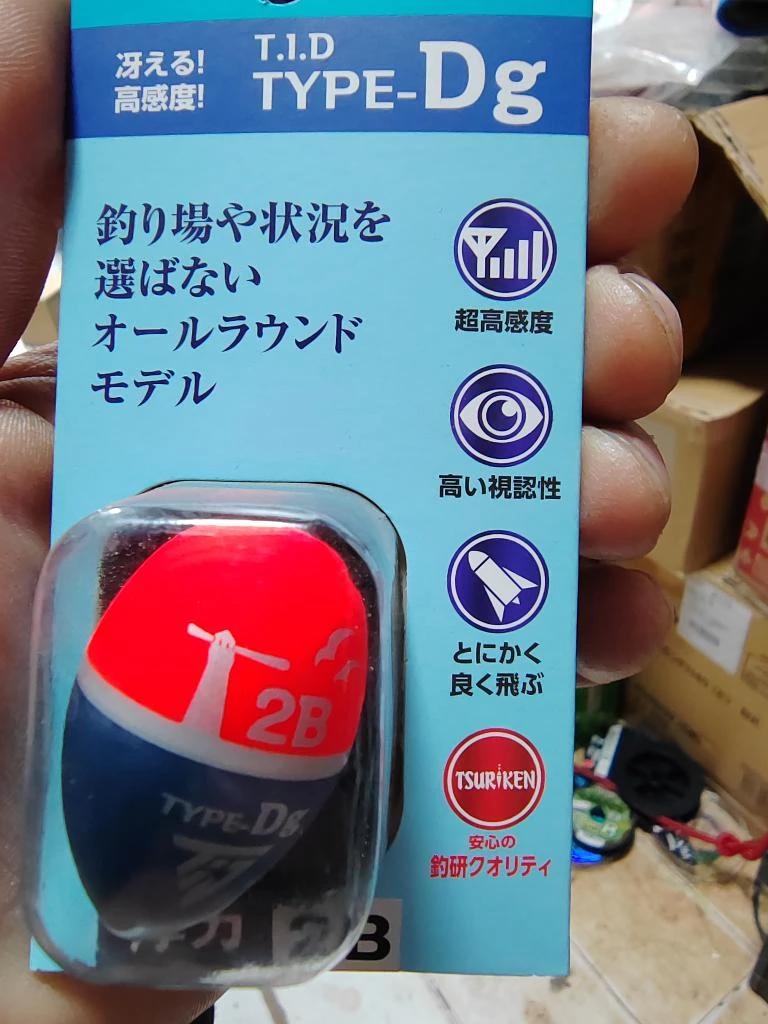 冴える!
高感度!
T.I.D
TYPE-Dg
釣り場や状況を
選ばない
オールラウンド
モデル
超高感度
高い視認性
とにかく
良く飛ぶ
TSURiKEN
安心の
釣研クオリティ
2B
TYPE-Dg
浮力 2B